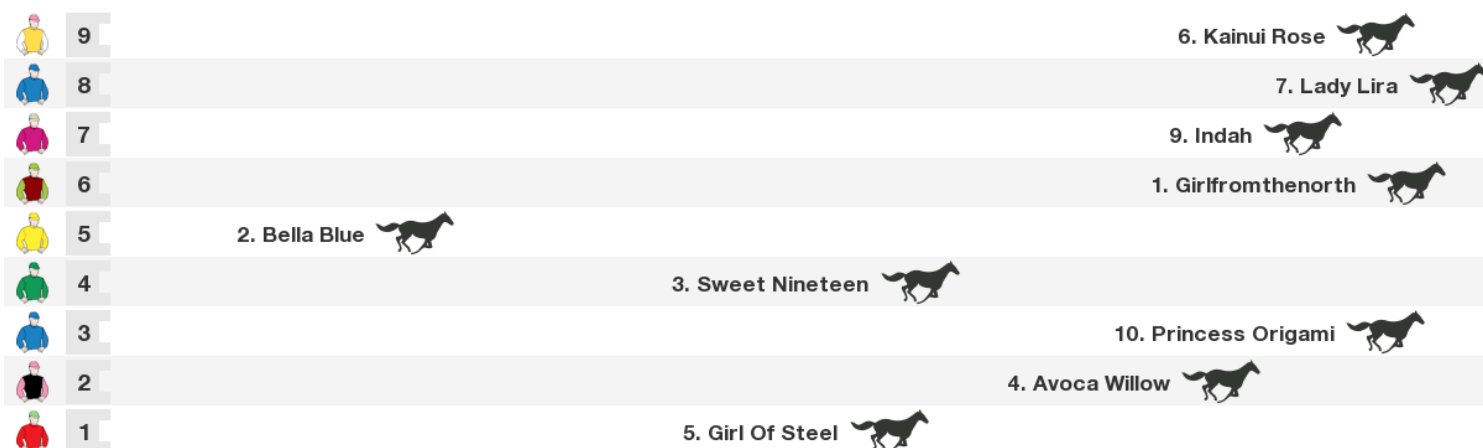 9 6. Kainui Rose
8 7. Lady Lira
7 9. Indah
6 1. Girlfromthenorth
5 2. Bella Blue
4 3. Sweet Nineteen
3 10. Princess Origami
2 4. Avoca Willow
1 5. Girl Of Steel